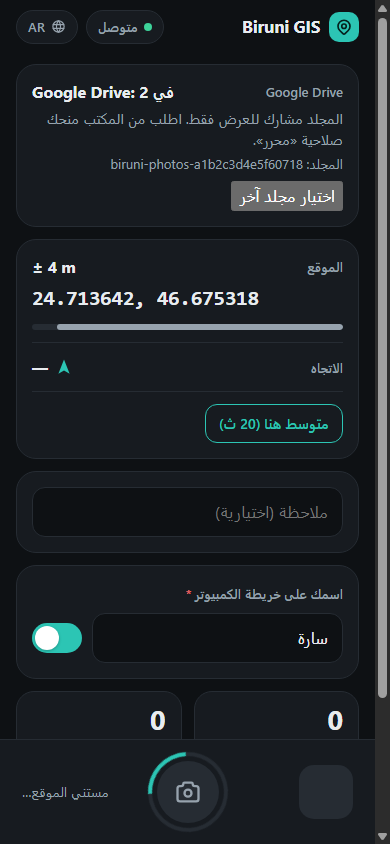 Biruni GIS
متصل
AR
Google Drive
Google Drive: 2 في
المجلد مشارك للعرض فقط. اطلب من المكتب منحك
صلاحية «محرر».
المجلد: biruni-photos-a1b2c3d4e5f60718
اختيار مجلد آخر
الموقع
± 4 m
24.713642, 46.675318
الاتجاه
—
متوسط هنا (20 ث)
ملاحظة (اختيارية)
اسمك على خريطة الكمبيوتر *
سارة
0
0
مستني الموقع...